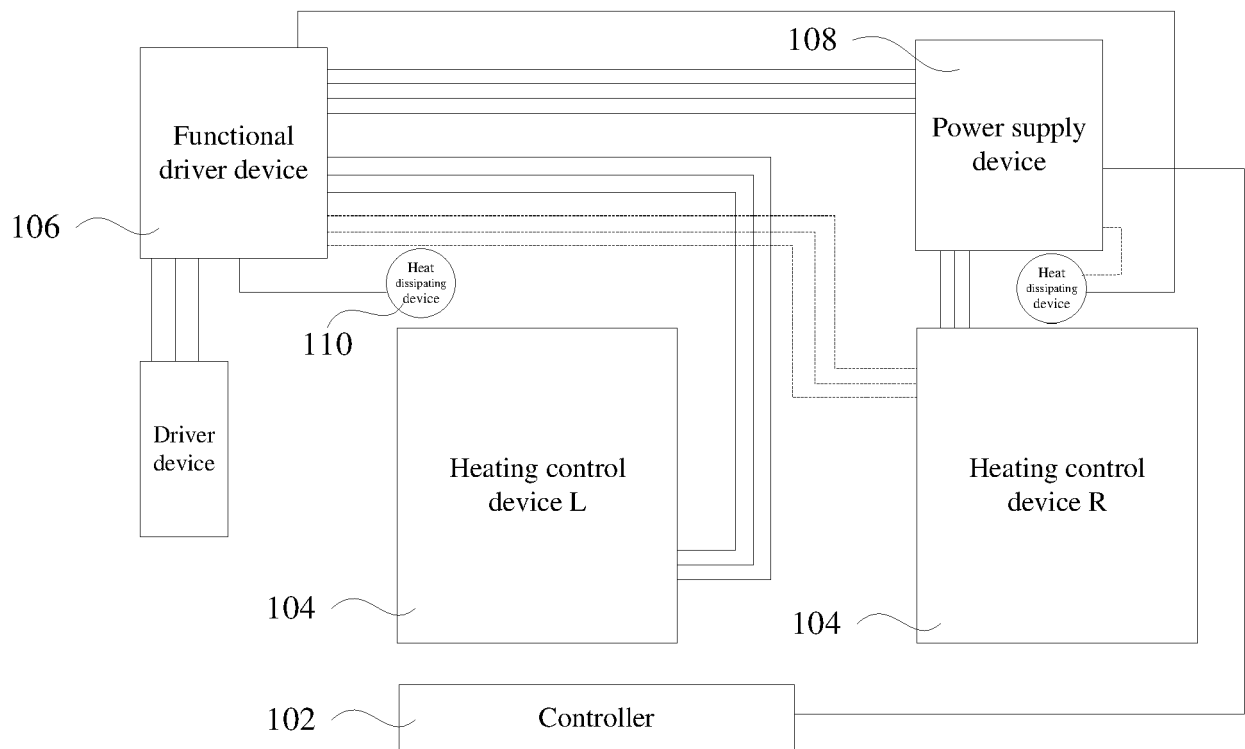 108
Functional
driver device
Power supply
device
106
Heat
dissipating
device
Heat
dissipating
device
110
Driver
device
Heating control
device L
Heating control
device R
104
104
102
Controller